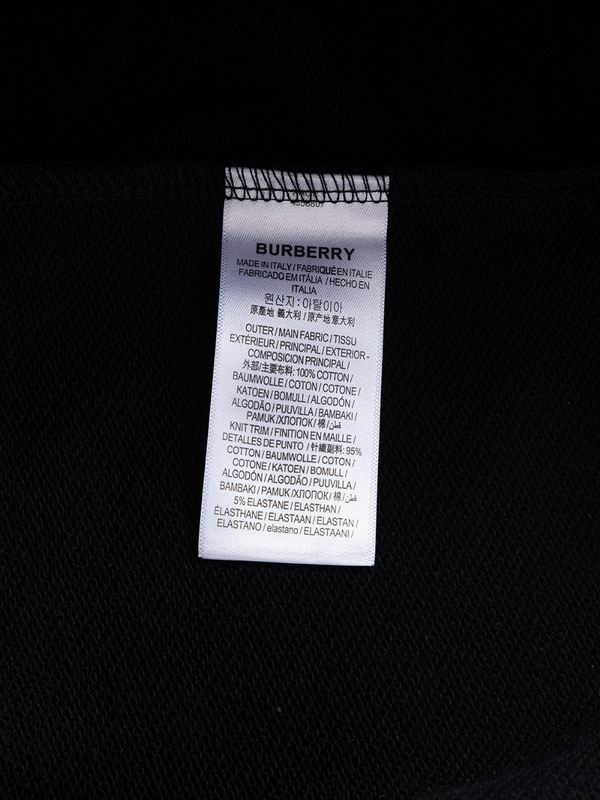 BURBERRY
MADE IN ITALY / FABRIQUÉ EN ITALIE
FABRICADO EM ITÁLIA / HECHO EN
ITALIA
원산지: 이탈리아
原產地 義大利 / 原产地 意大利
OUTER / MAIN FABRIC / TISSU
EXTÉRIEUR / PRINCIPAL / EXTERIOR -
COMPOSICION PRINCIPAL /
外部/主要布料: 100% COTTON /
BAUMWOLLE / COTON / COTONE /
KATOEN / BOMULL / ALGODÓN /
ALGODÃO / PUUVILLA / BAMBAKI /
PAMUK /ХЛОПОК/ 棉 / قطن
KNIT TRIM / FINITION EN MAILLE /
DETALLES DE PUNTO / 針織副料: 95%
COTTON / BAUMWOLLE / COTON /
COTONE / KATOEN / BOMULL /
ALGODÓN / ALGODÃO / PUUVILLA /
BAMBAKI / PAMUK /ХЛОПОК/ 棉 / قطن
5% ELASTANE / ELASTHAN /
ÉLASTHANE / ELASTAAN / ELASTAN /
ELASTANO / elastano / ELASTAANI /